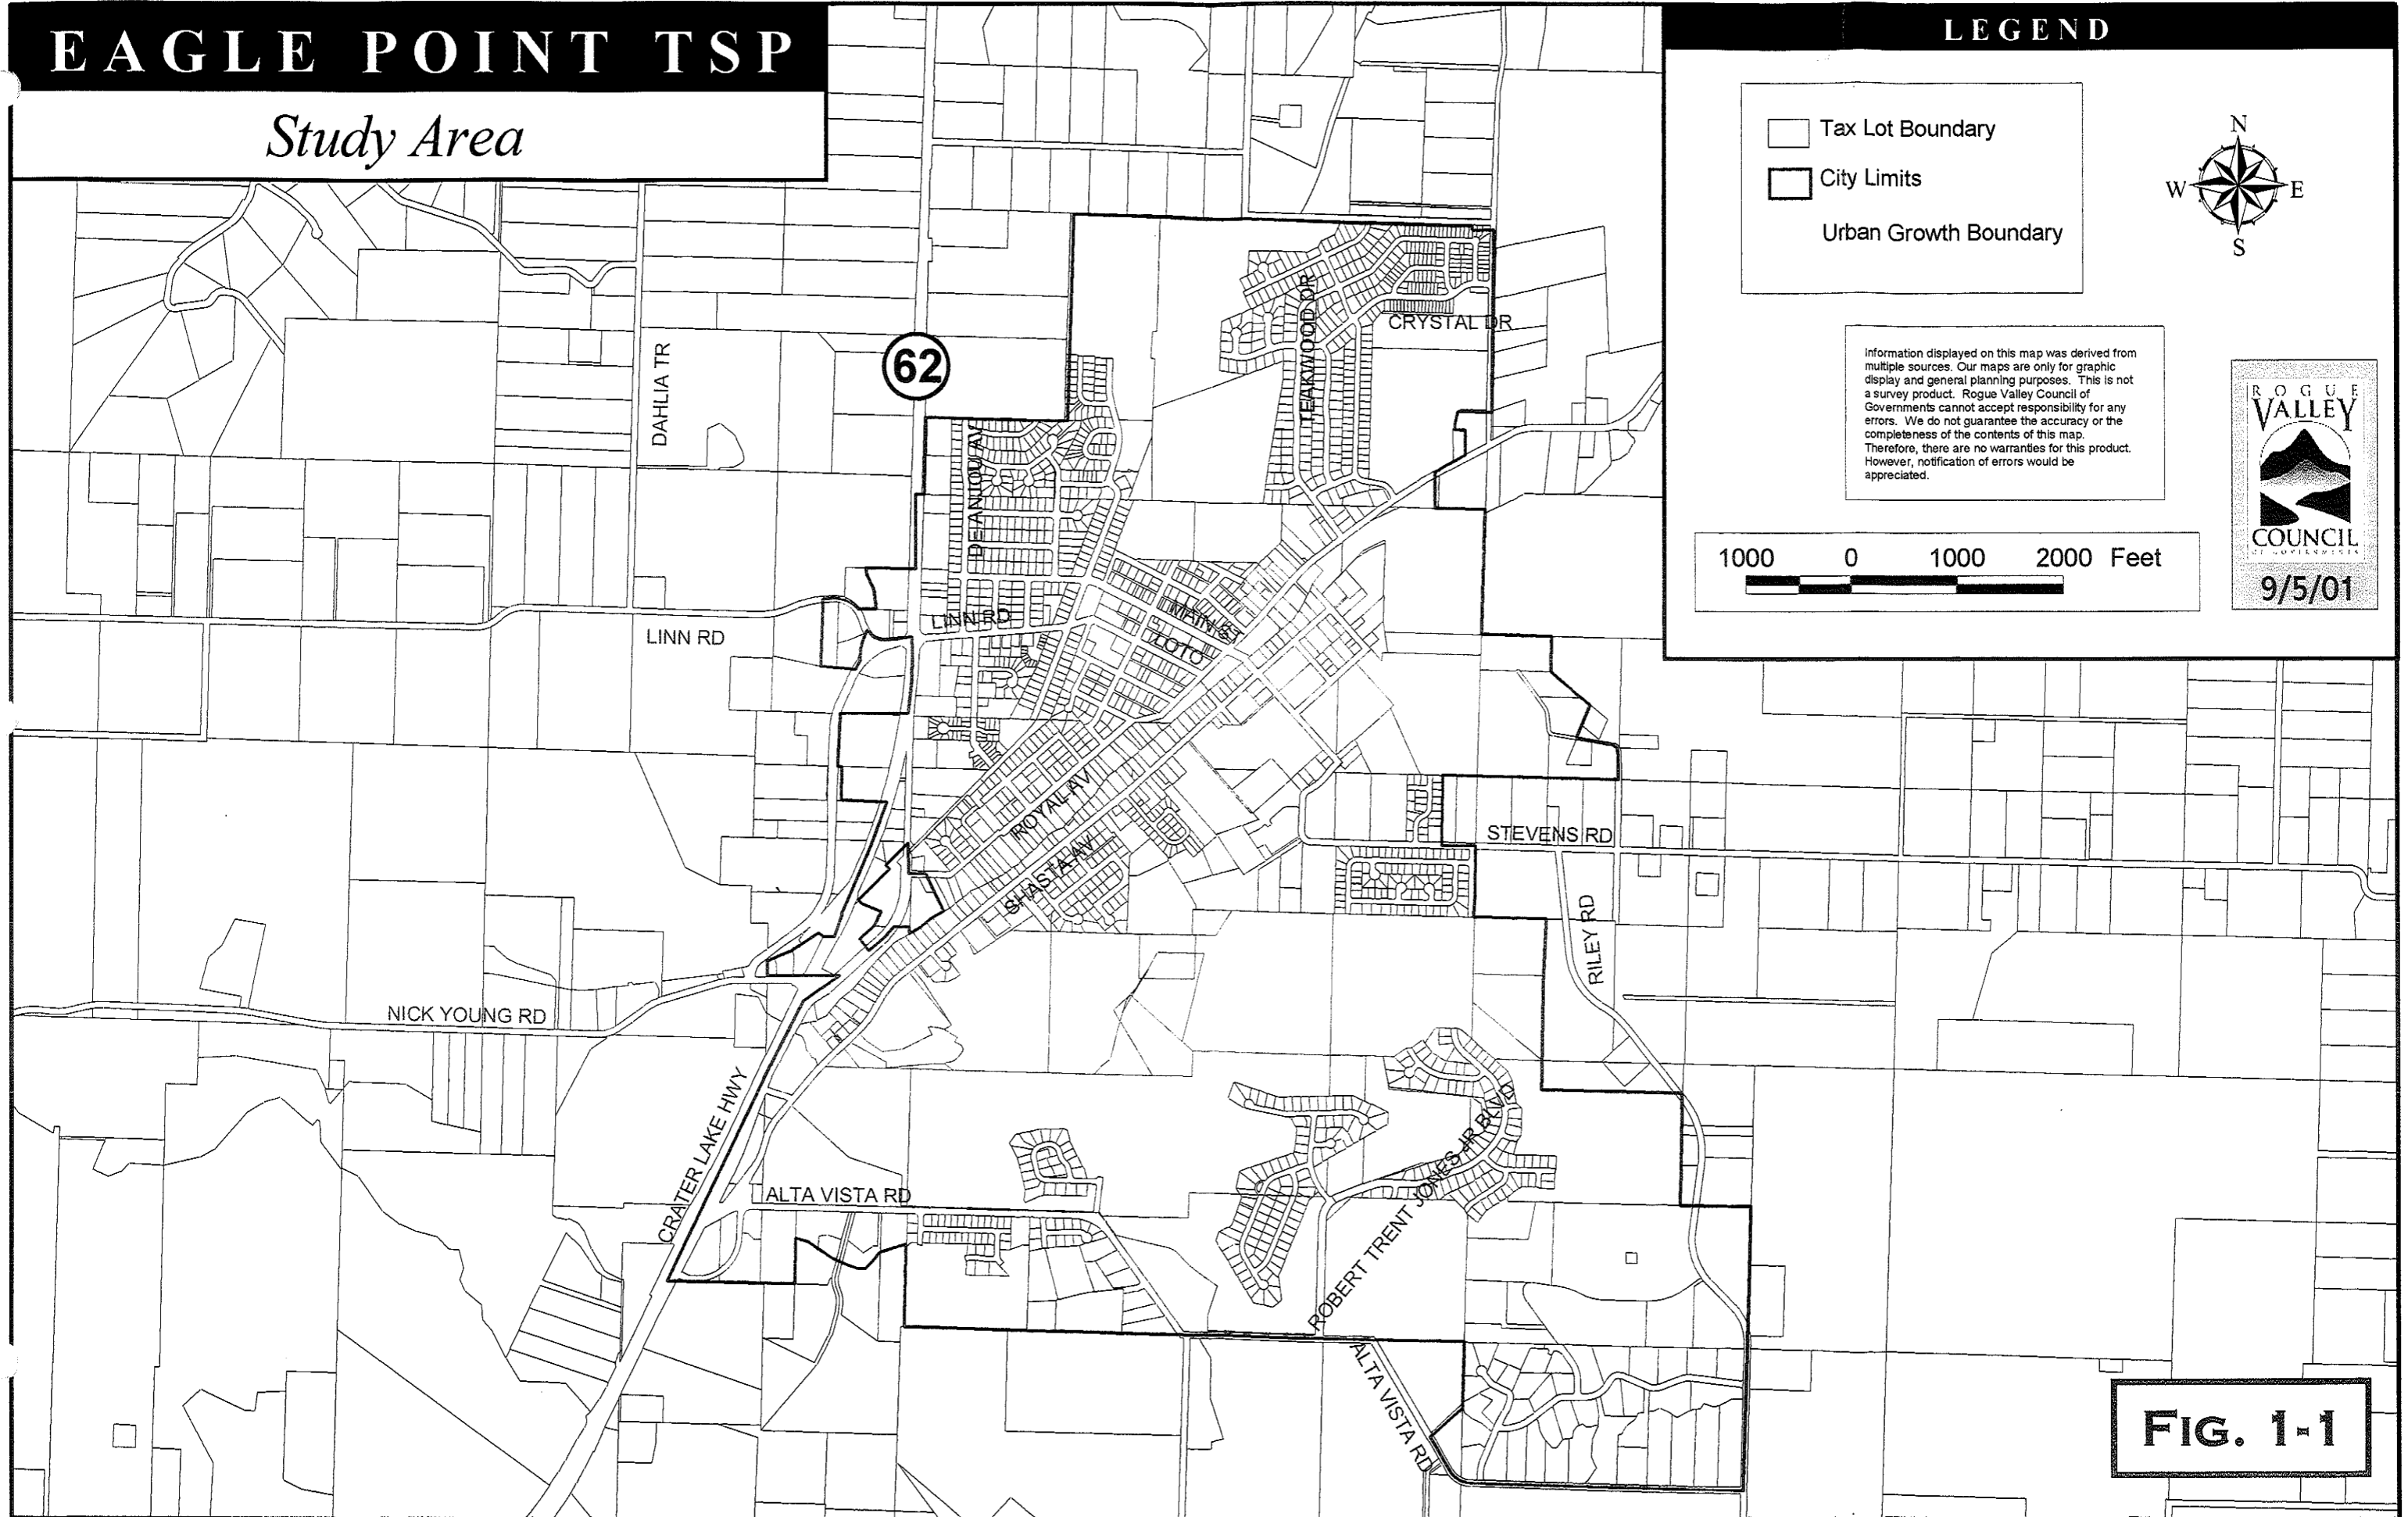 EAGLE POINT TSP
Study Area
LEGEND
Tax Lot Boundary
City Limits
Urban Growth Boundary
N
W
E
S
Information displayed on this map was derived from
multiple sources. Our maps are only for graphic
display and general planning purposes. This is not
a survey product. Rogue Valley Council of
Governments cannot accept responsibility for any
errors. We do not guarantee the accuracy or the
completeness of the contents of this map.
Therefore, there are no warranties for this product.
However, notification of errors would be
appreciated.
ROGUE
VALLEY
COUNCIL
OF GOVERNMENTS
9/5/01
1000 0 1000 2000 Feet
62
DAHLIA TR
TEAKWOOD DR
CRYSTAL DR
DE ANJOU AV
LINN RD
LINN RD
MAIN ST
LOTO
ROYAL AV
SHASTA AV
STEVENS RD
RILEY RD
NICK YOUNG RD
CRATER LAKE HWY
ALTA VISTA RD
ROBERT TRENT JONES JR BLVD
ALTA VISTA RD
FIG. 1-1